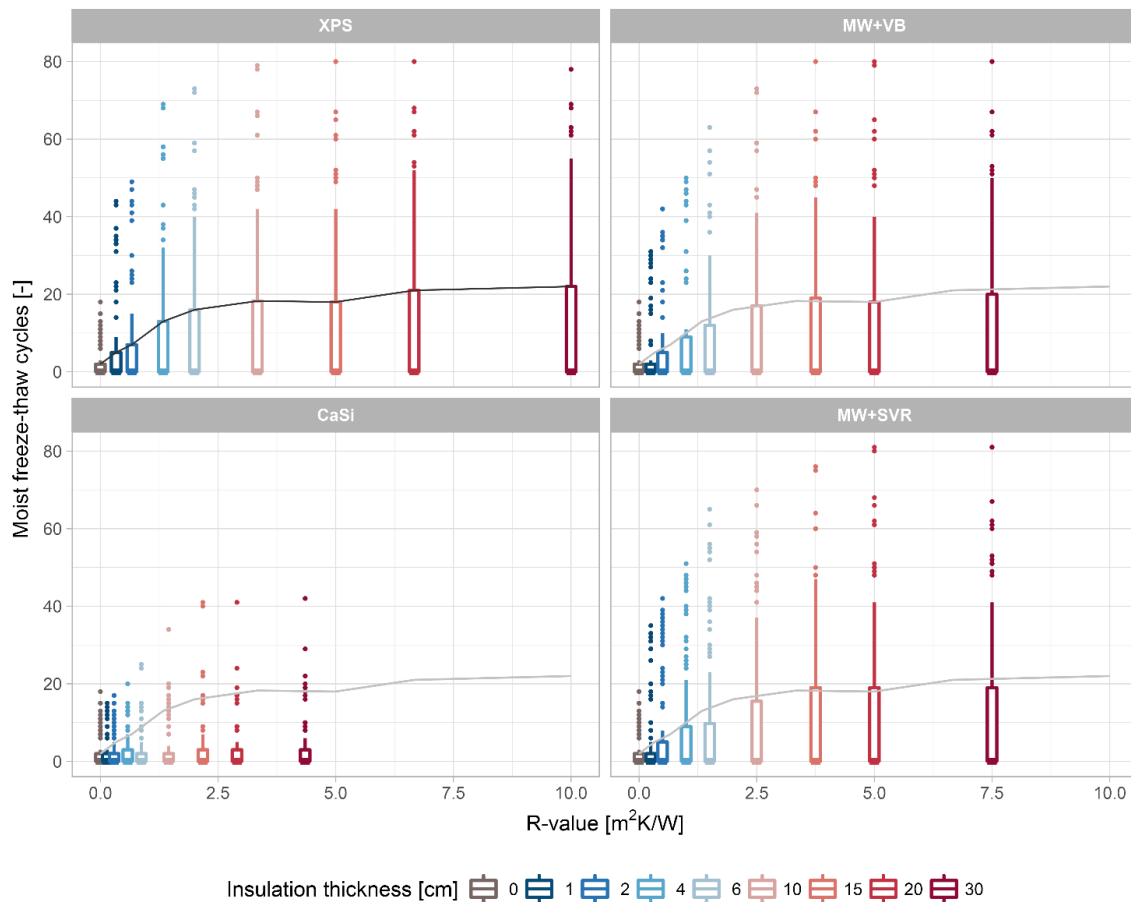 XPS
MW+VB
80
60
40
20
0
Moist freeze-thaw cycles [-]
CaSi
MW+SVR
80
60
40
20
0
0.0 2.5 5.0 7.5 10.0
0.0 2.5 5.0 7.5 10.0
R-value [m²K/W]
Insulation thickness [cm] 0 1 2 4 6 10 15 20 30